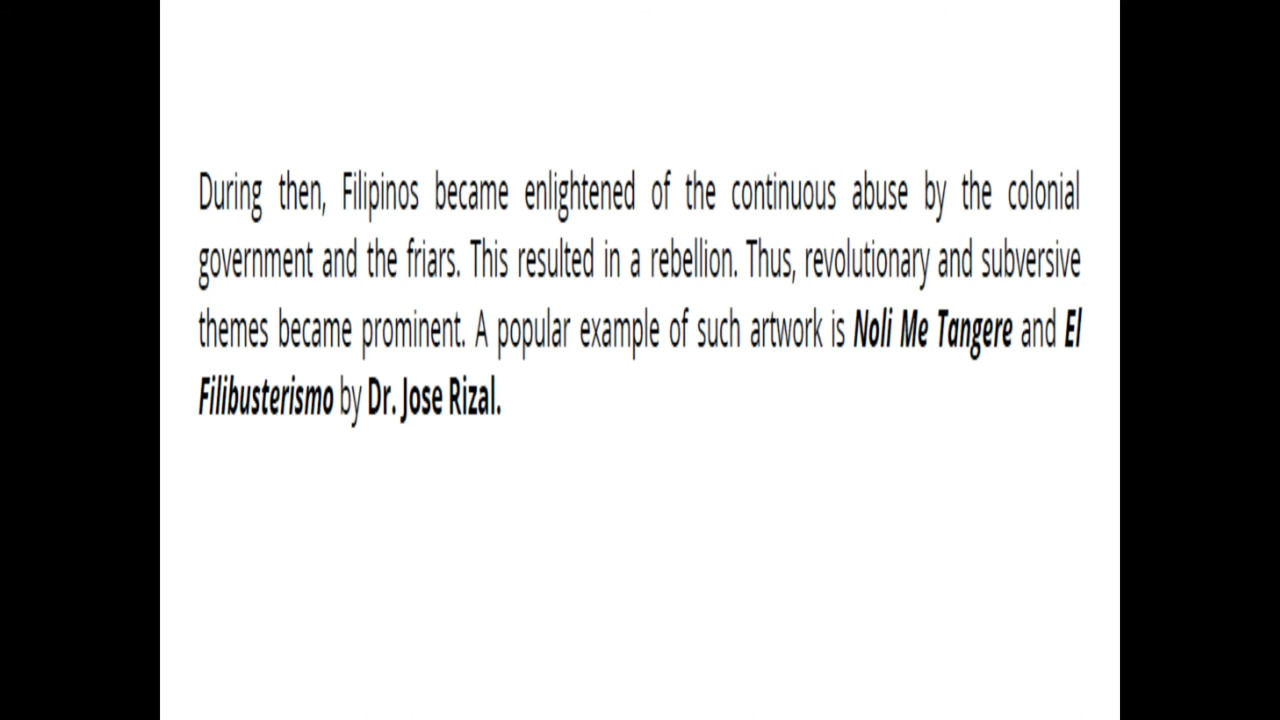 During then, Filipinos became enlightened of the continuous abuse by the colonial
government and the friars. This resulted in a rebellion. Thus, revolutionary and subversive
themes became prominent. A popular example of such artwork is Noli Me Tangere and El
Filibusterismo by Dr. Jose Rizal.